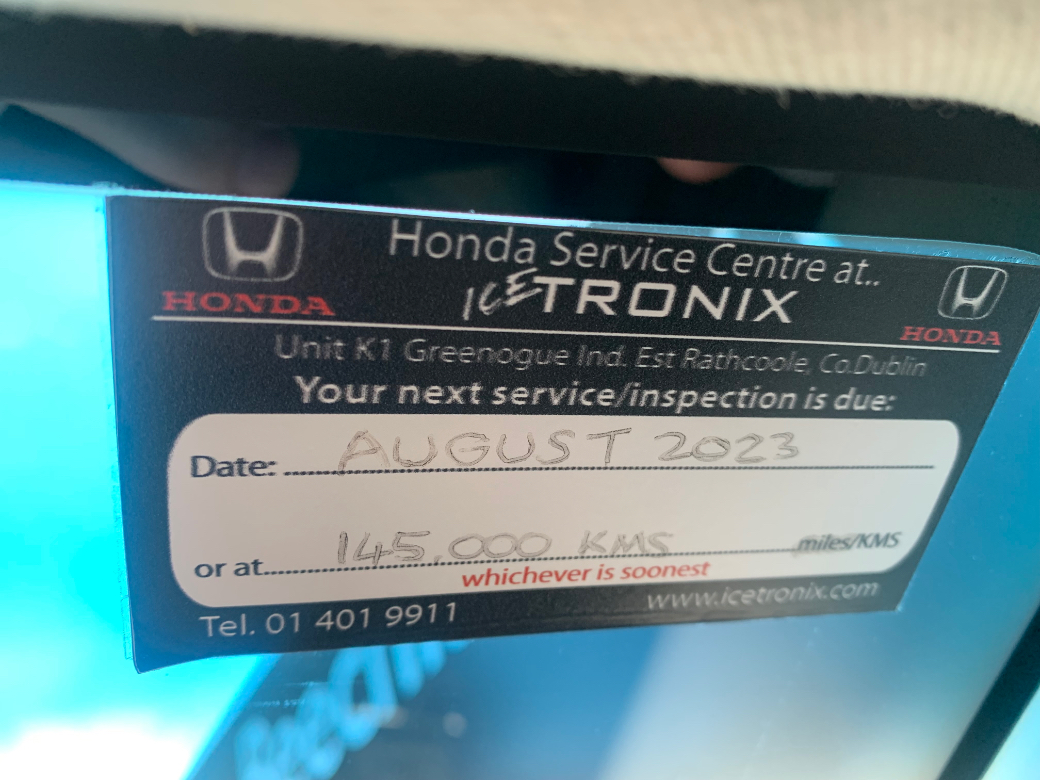 Honda Service Centre at..
ICETRONIX
HONDA
HONDA
Unit K1 Greenogue Ind. Est Rathcoole, Co.Dublin
Your next service/inspection is due:
Date: AUGUST 2023
or at 145,000 KMS miles/KMS
whichever is soonest
Tel. 01 401 9911
www.icetronix.com